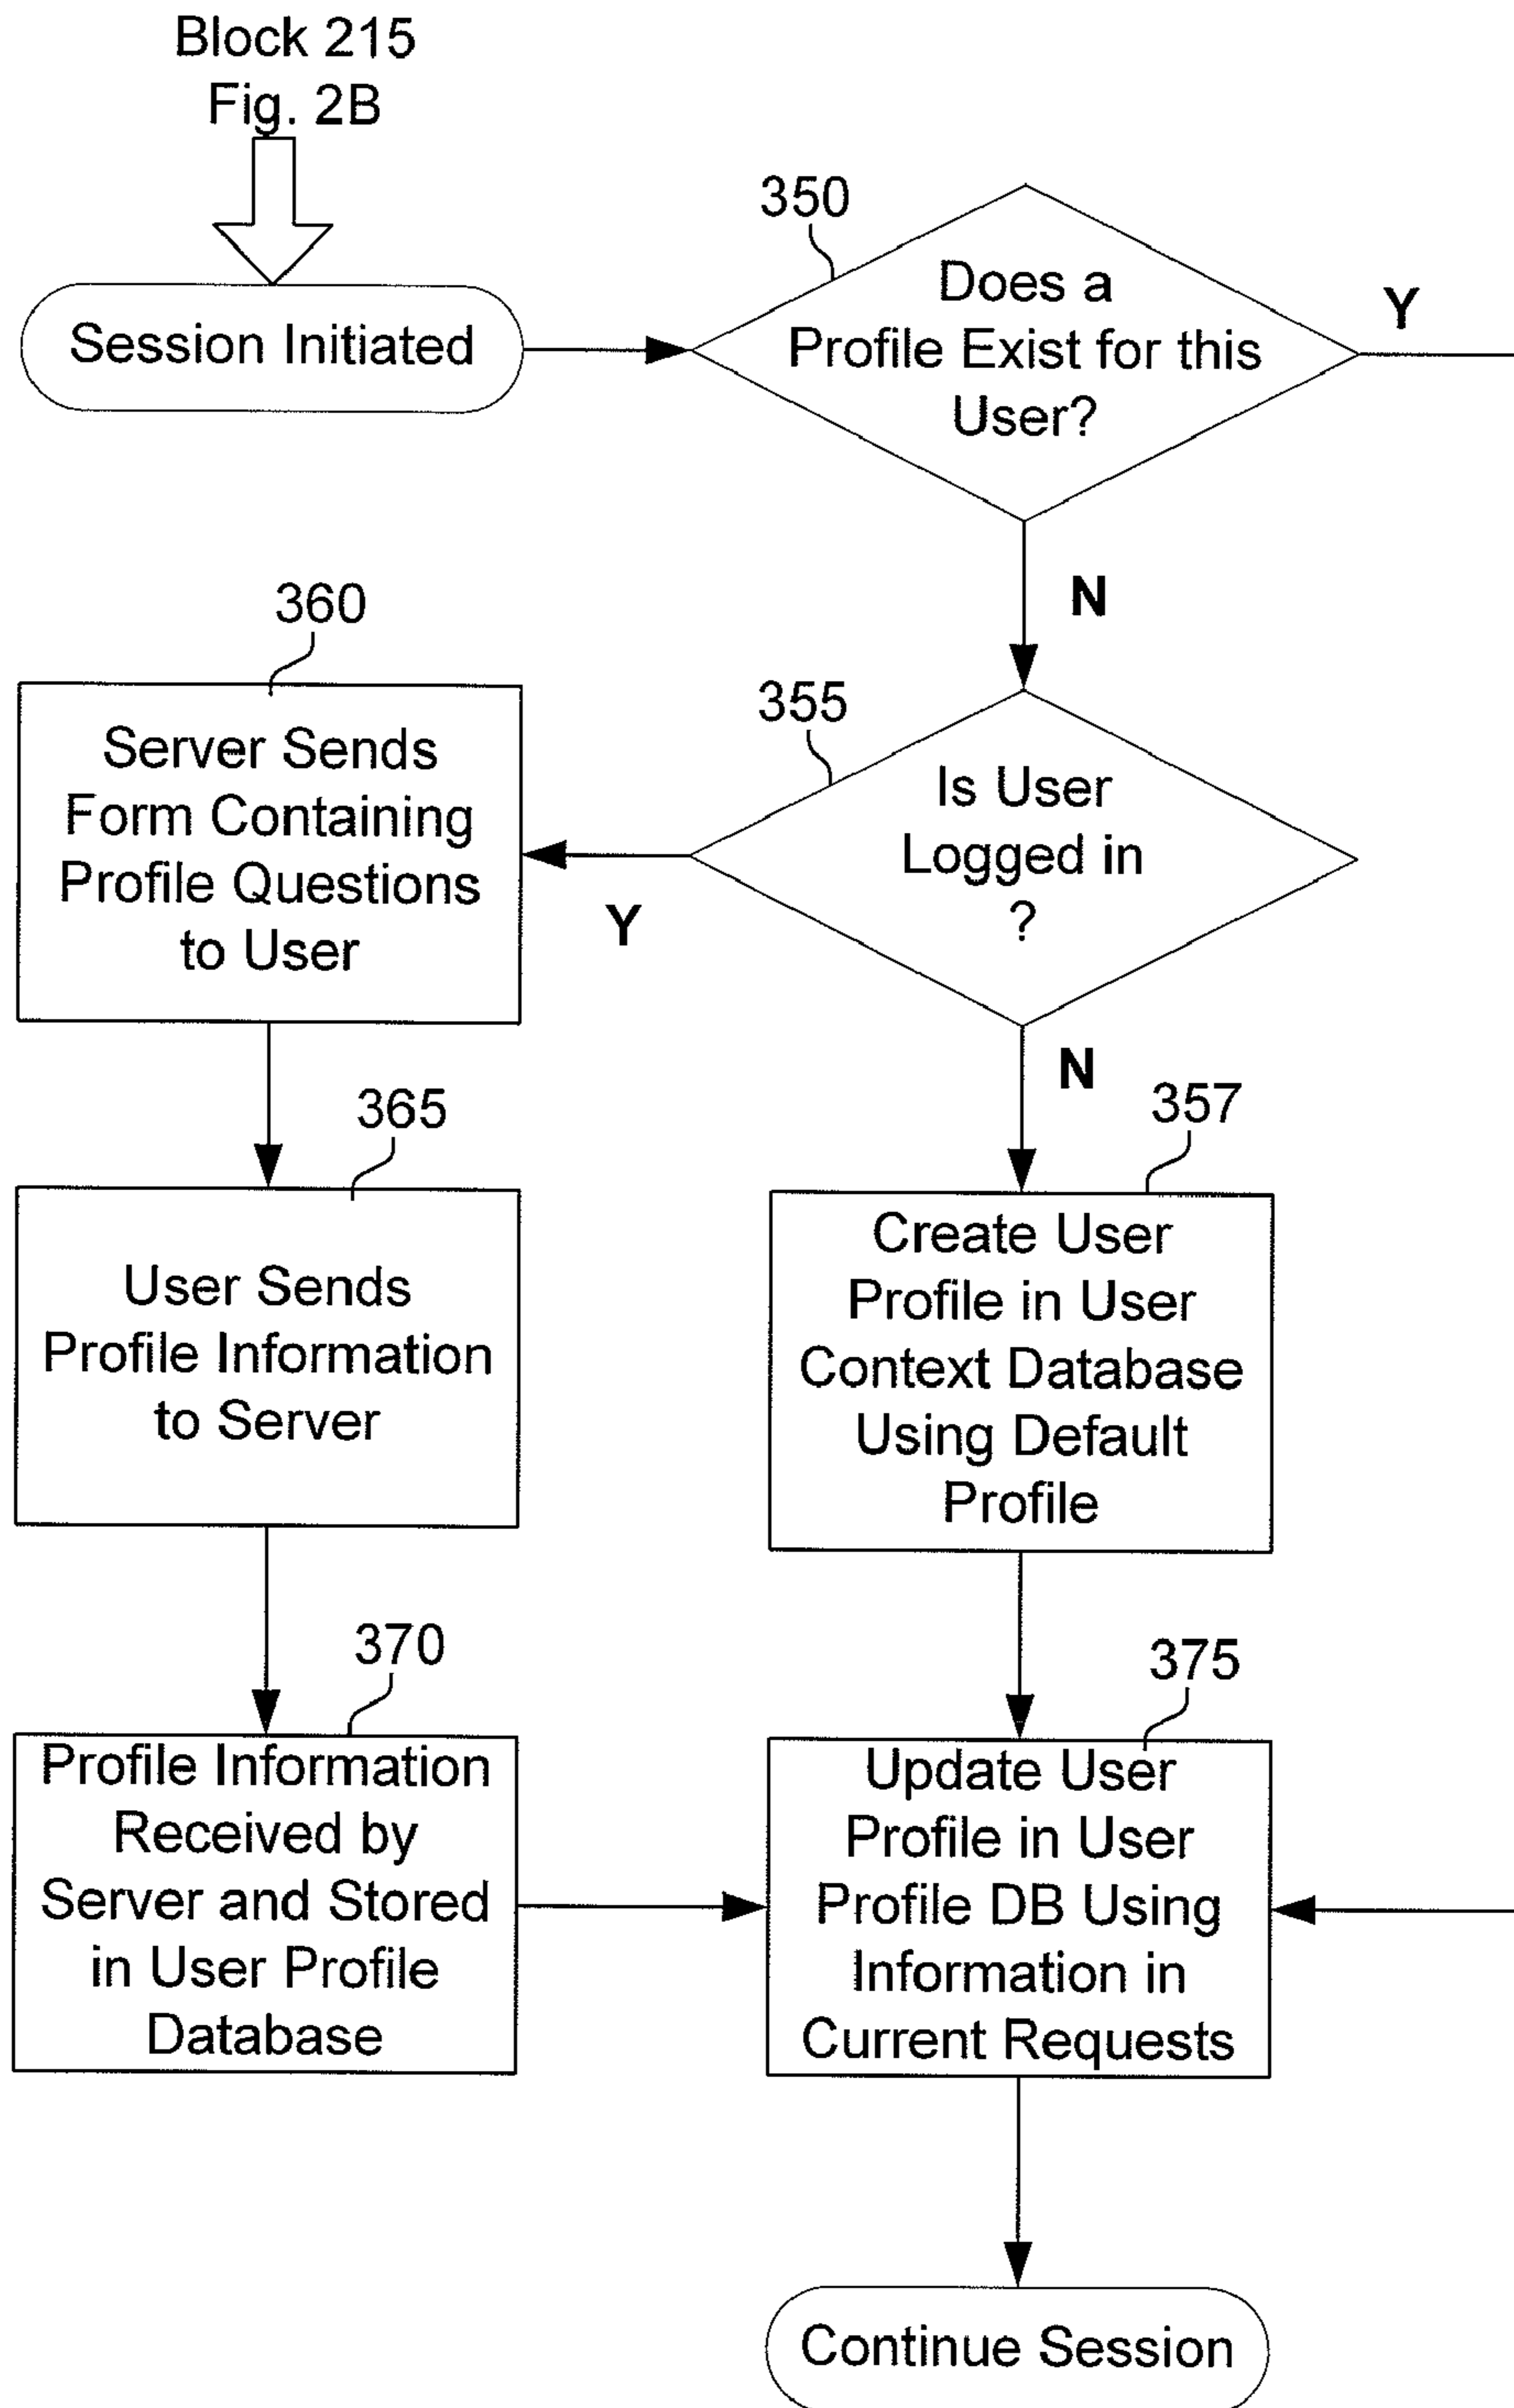 Block 215
Fig. 2B
Session Initiated
350
Does a
Profile Exist for this
User?
Y
N
355
Is User
Logged in
?
Y
N
360
Server Sends
Form Containing
Profile Questions
to User
365
User Sends
Profile Information
to Server
357
Create User
Profile in User
Context Database
Using Default
Profile
370
Profile Information
Received by
Server and Stored
in User Profile
Database
375
Update User
Profile in User
Profile DB Using
Information in
Current Requests
Continue Session